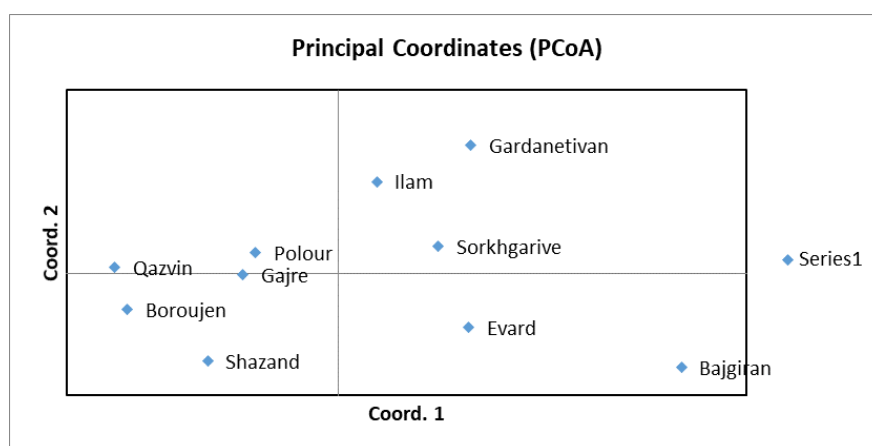 Principal Coordinates (PCoA)
Gardanetivan
Ilam
Sorkhgarive
Polour
Series1
Qazvin
Gajre
Boroujen
Evard
Shazand
Bajgiran
Coord. 2
Coord. 1